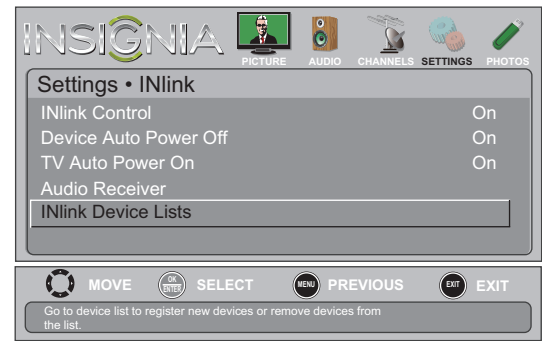 INSIGNIA
PICTURE AUDIO CHANNELS SETTINGS PHOTOS
Settings • INlink
INlink Control On
Device Auto Power Off On
TV Auto Power On On
Audio Receiver
INlink Device Lists
MOVE OK ENTER SELECT MENU PREVIOUS EXIT EXIT
Go to device list to register new devices or remove devices from
the list.